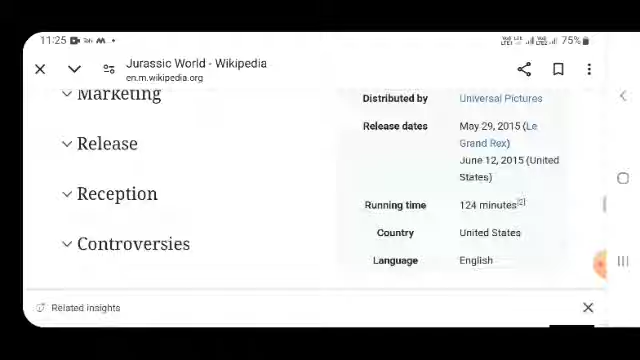 11:25
75%
Jurassic World - Wikipedia
en.m.wikipedia.org
Marketing
Distributed by Universal Pictures
Release dates May 29, 2015 (Le
Grand Rex)
June 12, 2015 (United
States)
Release
Reception
Running time 124 minutes[2]
Country United States
Controversies
Language English
Related insights